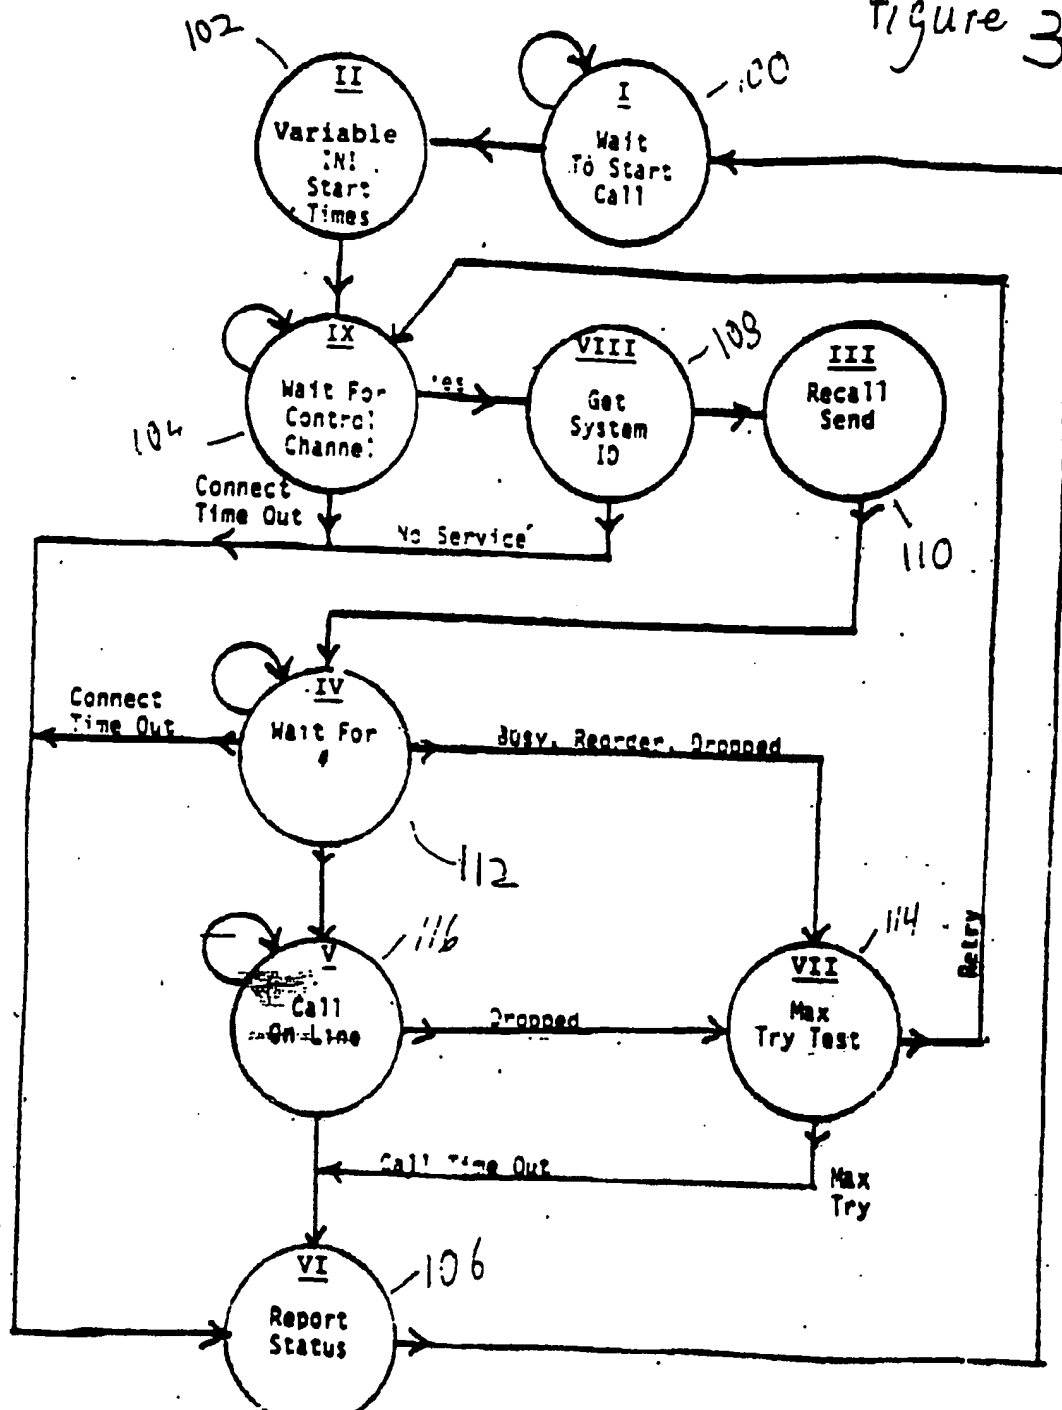 Figure 3
102
II
Variable
INI
Start
Times
100
I
Wait
To Start
Call
IX
Wait For
Control
Channel
104
Yes
VIII
Get
System
ID
III
Recall
Send
110
Connect
Time Out
No Service
IV
Wait For
Connect
Time Out
Busy, Reorder, Dropped
112
V
Call
On Line
116
Dropped
VII
Max
Try Test
114
Retry
Call Time Out
Max
Try
VI
Report
Status
106